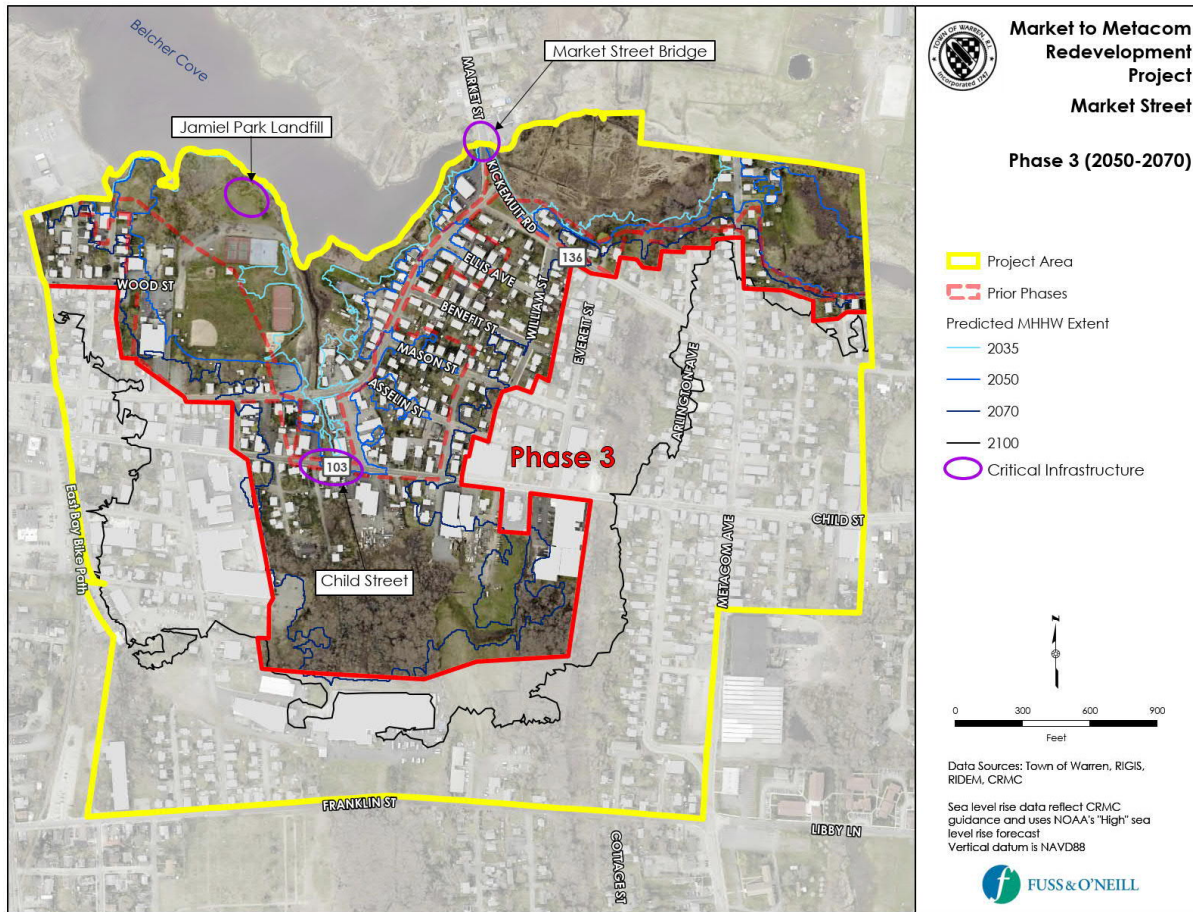 Belcher Cove
Market Street Bridge
Jamiel Park Landfill
MARKET ST
KICKEMUIT RD
136
ELLIS AVE
BENEFIT ST
WILLIAM ST
EVERETT ST
MASON ST
ASSELIN ST
WOOD ST
ARLINGTON AVE
Phase 3
103
Child Street
CHILD ST
METACOM AVE
East Bay Bike Path
FRANKLIN ST
LIBBY LN
COTTAGE ST
TOWN OF WARREN, R.I.
Incorporated 1747
Market to Metacom
Redevelopment
Project
Market Street
Phase 3 (2050-2070)
Project Area
Prior Phases
Predicted MHHW Extent
2035
2050
2070
2100
Critical Infrastructure
0 300 600 900
Feet
Data Sources: Town of Warren, RIGIS,
RIDEM, CRMC
Sea level rise data reflect CRMC
guidance and uses NOAA's "High" sea
level rise forecast
Vertical datum is NAVD88
FUSS & O'NEILL